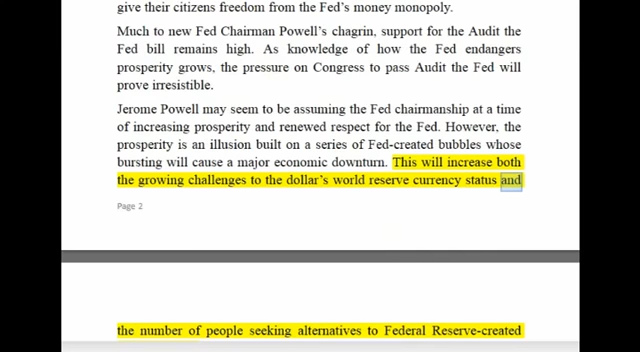 give their citizens freedom from the Fed's money monopoly.
Much to new Fed Chairman Powell's chagrin, support for the Audit the
Fed bill remains high. As knowledge of how the Fed endangers
prosperity grows, the pressure on Congress to pass Audit the Fed will
prove irresistible.
Jerome Powell may seem to be assuming the Fed chairmanship at a time
of increasing prosperity and renewed respect for the Fed. However, the
prosperity is an illusion built on a series of Fed-created bubbles whose
bursting will cause a major economic downturn. This will increase both
the growing challenges to the dollar's world reserve currency status and
Page 2
the number of people seeking alternatives to Federal Reserve-created